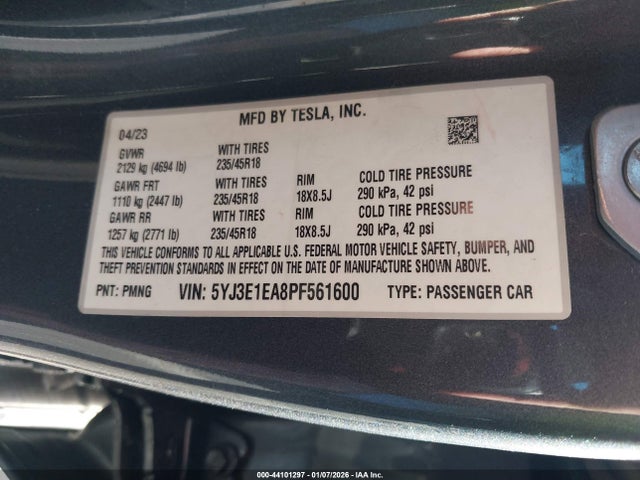 MFD BY TESLA, INC.
04/23
GVWR WITH TIRES
2129 kg (4694 lb) 235/45R18
GAWR FRT WITH TIRES RIM COLD TIRE PRESSURE
1110 kg (2447 lb) 235/45R18 18X8.5J 290 kPa, 42 psi
GAWR RR WITH TIRES RIM COLD TIRE PRESSURE
1257 kg (2771 lb) 235/45R18 18X8.5J 290 kPa, 42 psi
THIS VEHICLE CONFORMS TO ALL APPLICABLE U.S. FEDERAL MOTOR VEHICLE SAFETY, BUMPER, AND
THEFT PREVENTION STANDARDS IN EFFECT ON THE DATE OF MANUFACTURE SHOWN ABOVE.
PNT: PMNG VIN: 5YJ3E1EA8PF561600 TYPE: PASSENGER CAR
000-44101297 - 01/07/2026 - IAA Inc.